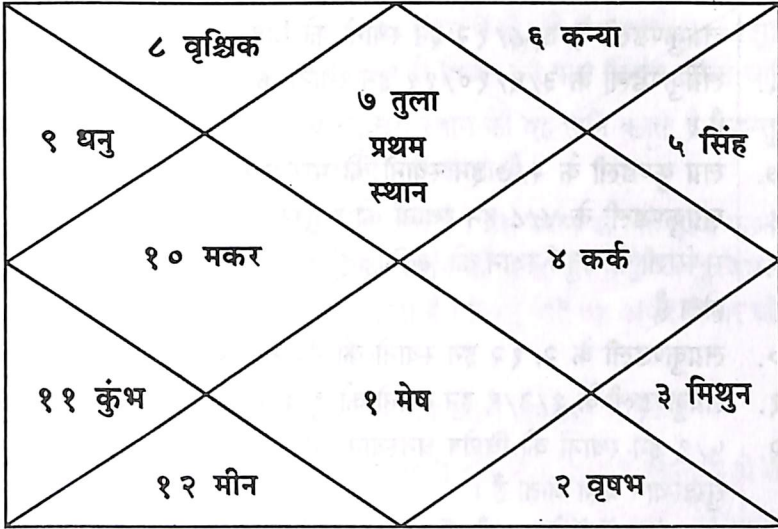 ८ वृश्चिक
६ कन्या
७ तुला
प्रथम
स्थान
९ धनु
५ सिंह
१० मकर
४ कर्क
११ कुंभ
१ मेष
३ मिथुन
१२ मीन
२ वृषभ